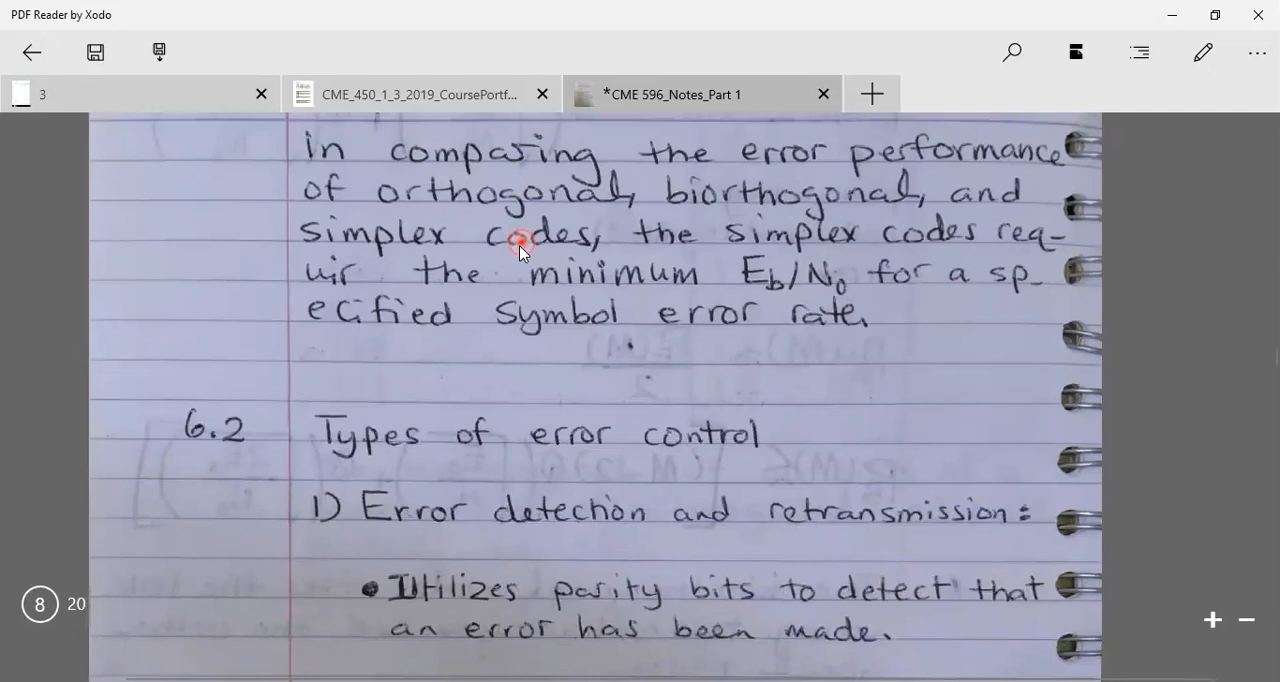 PDF Reader by Xodo
3
CME_450_1_3_2019_CoursePortf...
*CME 596_Notes_Part 1
in comparing the error performance
of orthogonal, biorthogonal, and
simplex codes, the simplex codes req-
uir the minimum Eb/N0 for a sp-
ecified symbol error rate.
6.2 Types of error control
1) Error detection and retransmission:
• Utilizes parity bits to detect that
an error has been made.
8 20